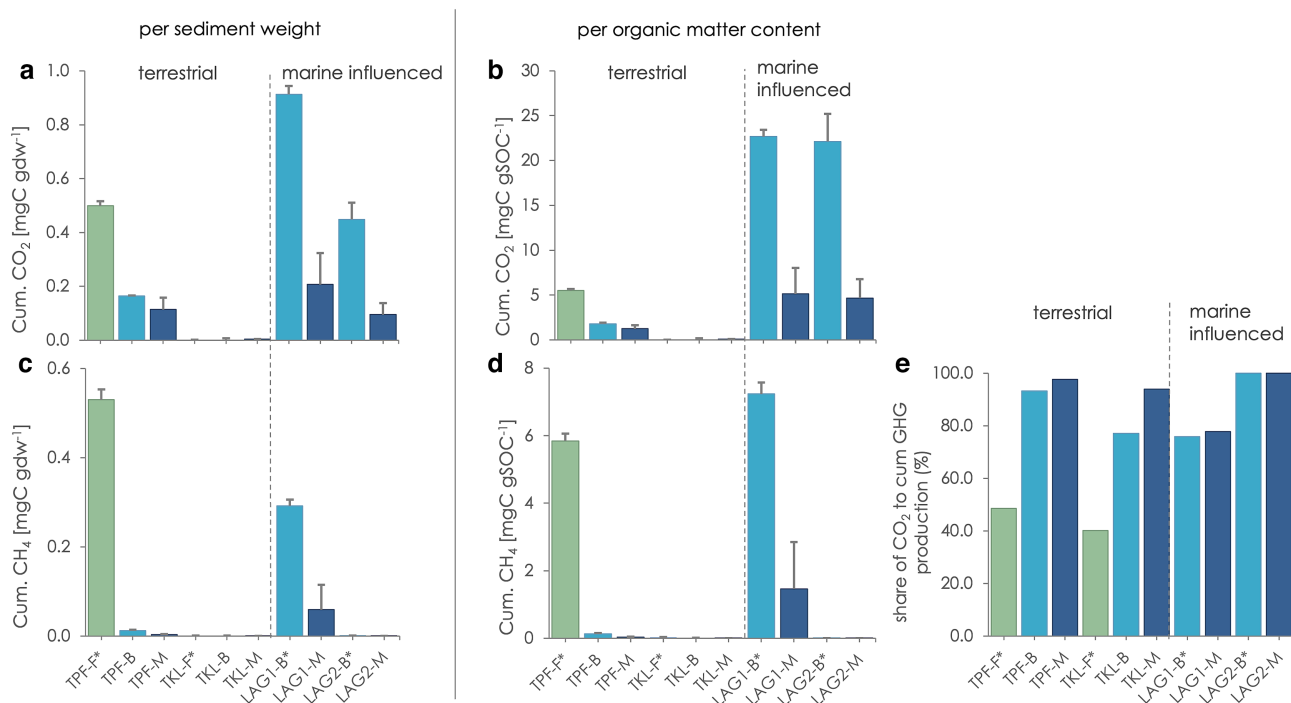 per sediment weight
per organic matter content
a
terrestrial
marine influenced
Cum. CO₂ [mgC gdw⁻¹]
1.0
0.8
0.6
0.4
0.2
0.0
b
terrestrial
marine
influenced
Cum. CO₂ [mgC gSOC⁻¹]
30
25
20
15
10
5
0
c
Cum. CH₄ [mgC gdw⁻¹]
0.6
0.4
0.2
0.0
TPF-F*
TPF-B
TPF-M
TKL-F*
TKL-B
TKL-M
LAG1-B*
LAG1-M
LAG2-B*
LAG2-M
d
Cum. CH₄ [mgC gSOC⁻¹]
8
6
4
2
0
TPF-F*
TPF-B
TPF-M
TKL-F*
TKL-B
TKL-M
LAG1-B*
LAG1-M
LAG2-B*
LAG2-M
e
terrestrial
marine
influenced
share of CO₂ to cum GHG
production (%)
100.0
80.0
60.0
40.0
20.0
0.0
TPF-F*
TPF-B
TPF-M
TKL-F*
TKL-B
TKL-M
LAG1-B*
LAG1-M
LAG2-B*
LAG2-M